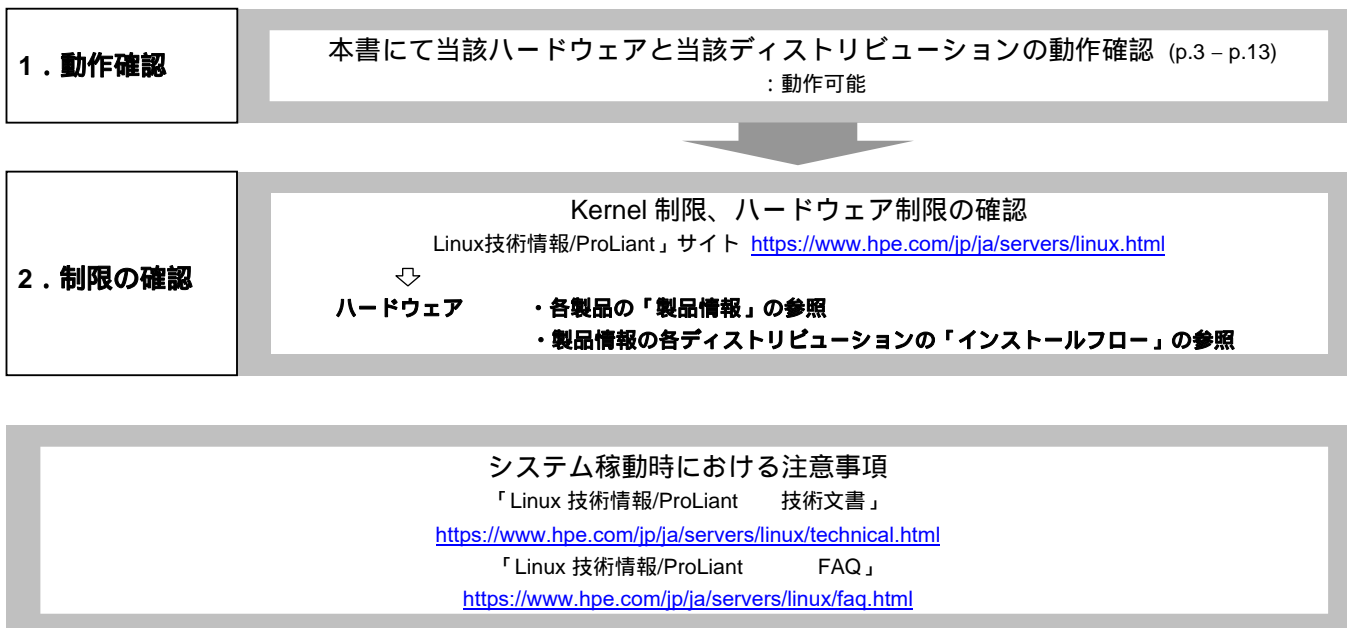 1．動作確認
本書にて当該ハードウェアと当該ディストリビューションの動作確認 (p.3 – p.13)
：動作可能
2．制限の確認
Kernel 制限、ハードウェア制限の確認
Linux技術情報/ProLiant」サイト https://www.hpe.com/jp/ja/servers/linux.html
ハードウェア ・各製品の「製品情報」の参照
・製品情報の各ディストリビューションの「インストールフロー」の参照
システム稼動時における注意事項
「Linux 技術情報/ProLiant 技術文書」
https://www.hpe.com/jp/ja/servers/linux/technical.html
「Linux 技術情報/ProLiant FAQ」
https://www.hpe.com/jp/ja/servers/linux/faq.html